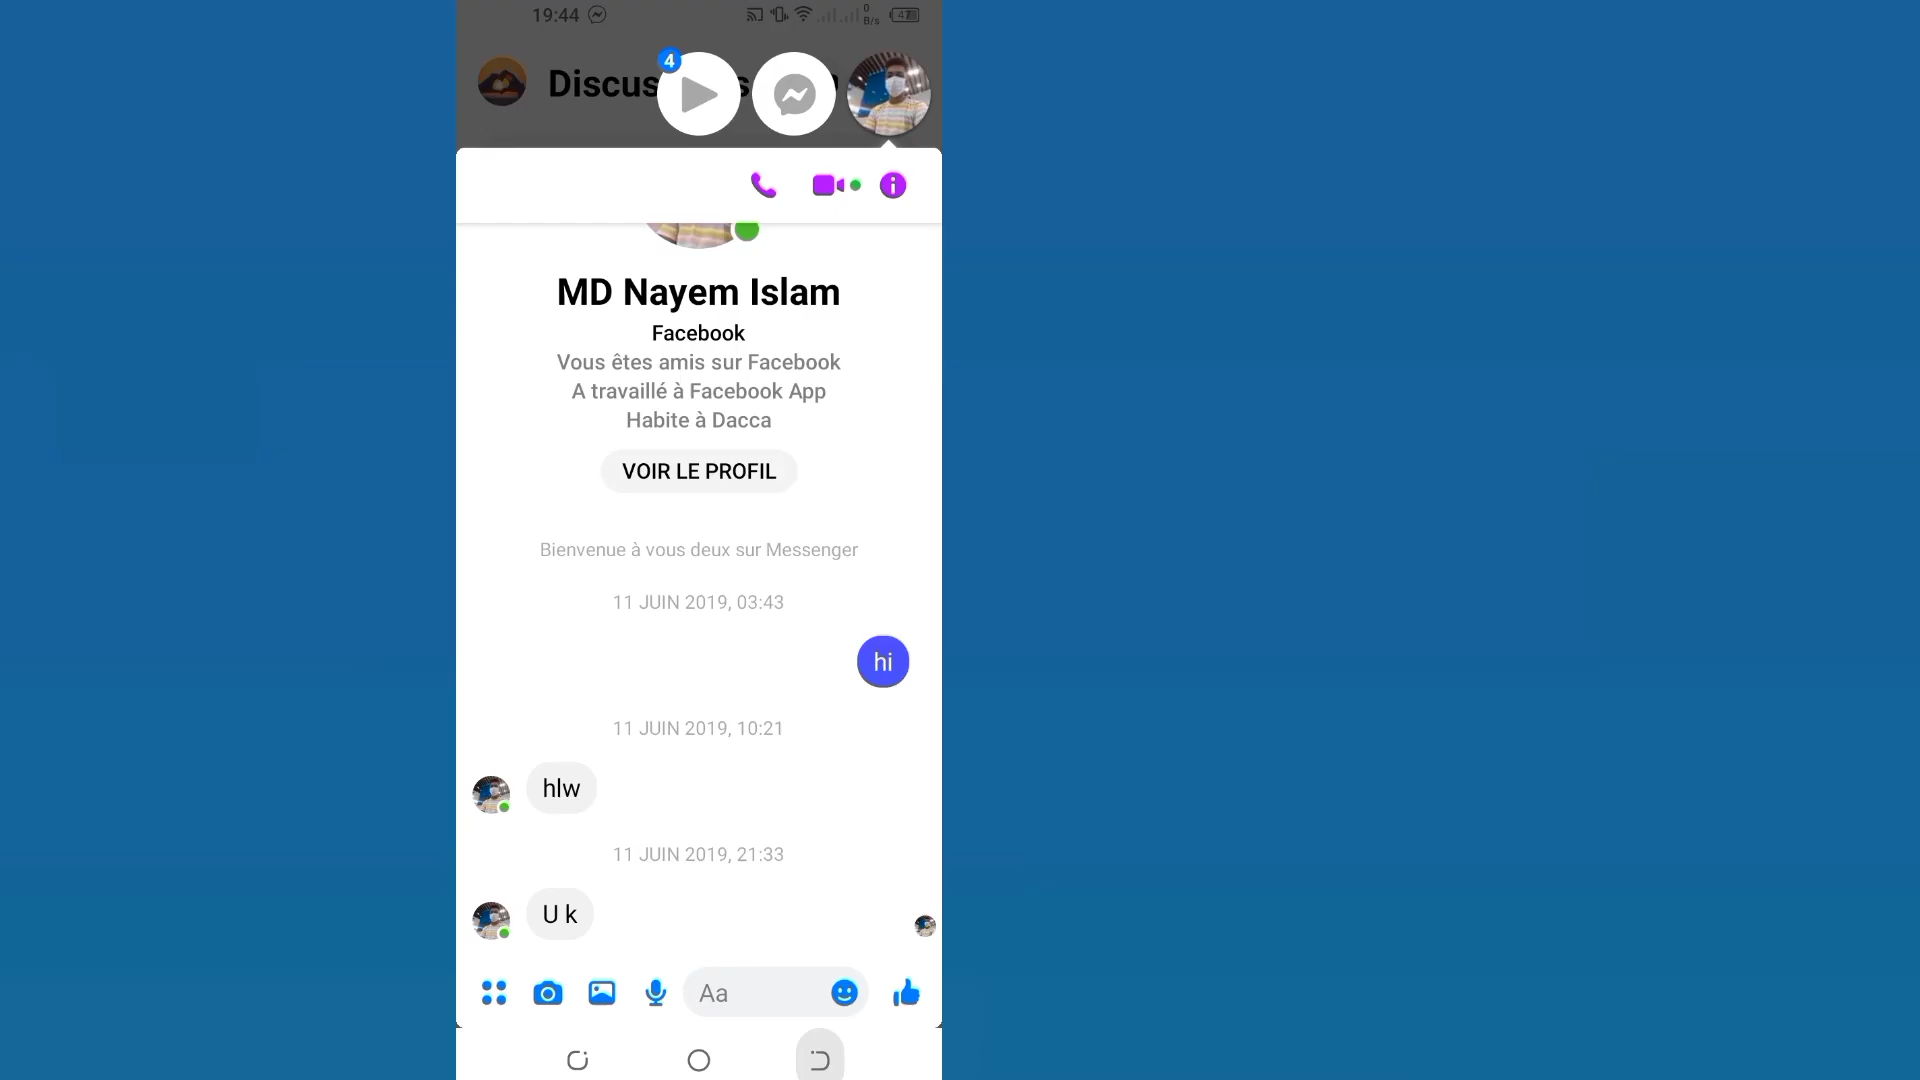 19:44
0
B/s
47
4
Discus
MD Nayem Islam
Facebook
Vous êtes amis sur Facebook
A travaillé à Facebook App
Habite à Dacca
VOIR LE PROFIL
Bienvenue à vous deux sur Messenger
11 JUIN 2019, 03:43
hi
11 JUIN 2019, 10:21
hlw
11 JUIN 2019, 21:33
U k
Aa